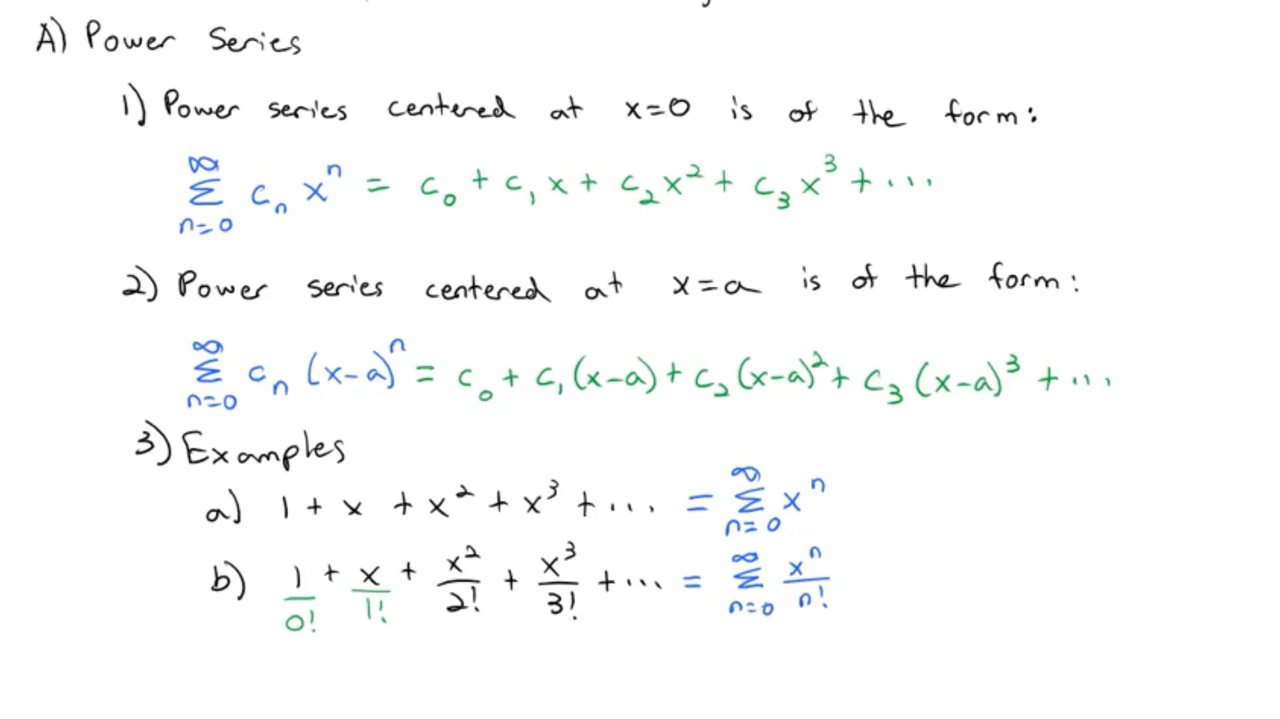 A) Power Series
1) Power series centered at x=0 is of the form:
∑_{n=0}^{∞} c_n x^n = c_0 + c_1 x + c_2 x^2 + c_3 x^3 + ...
2) Power series centered at x=a is of the form:
∑_{n=0}^{∞} c_n (x-a)^n = c_0 + c_1 (x-a) + c_2 (x-a)^2 + c_3 (x-a)^3 + ...
3) Examples
a) 1 + x + x^2 + x^3 + ... = ∑_{n=0}^{∞} x^n
b) 1/0! + x/1! + x^2/2! + x^3/3! + ... = ∑_{n=0}^{∞} x^n/n!